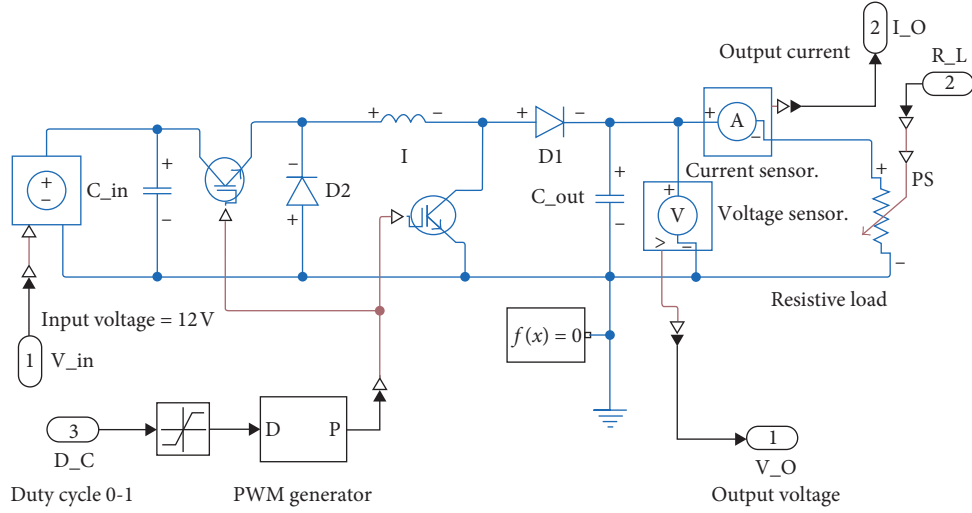 2
I_O
Output current
R_L
2
+
−
+
−
+
A
−
+
−
C_in
+
−
I
D1
+
Current sensor.
PS
−
D2
+
C_out
+
V
Voltage sensor.
+
−
−
>
−
−
Resistive load
Input voltage = 12 V
1
V_in
f(x) = 0
3
D
P
D_C
1
V_O
Duty cycle 0-1
PWM generator
Output voltage